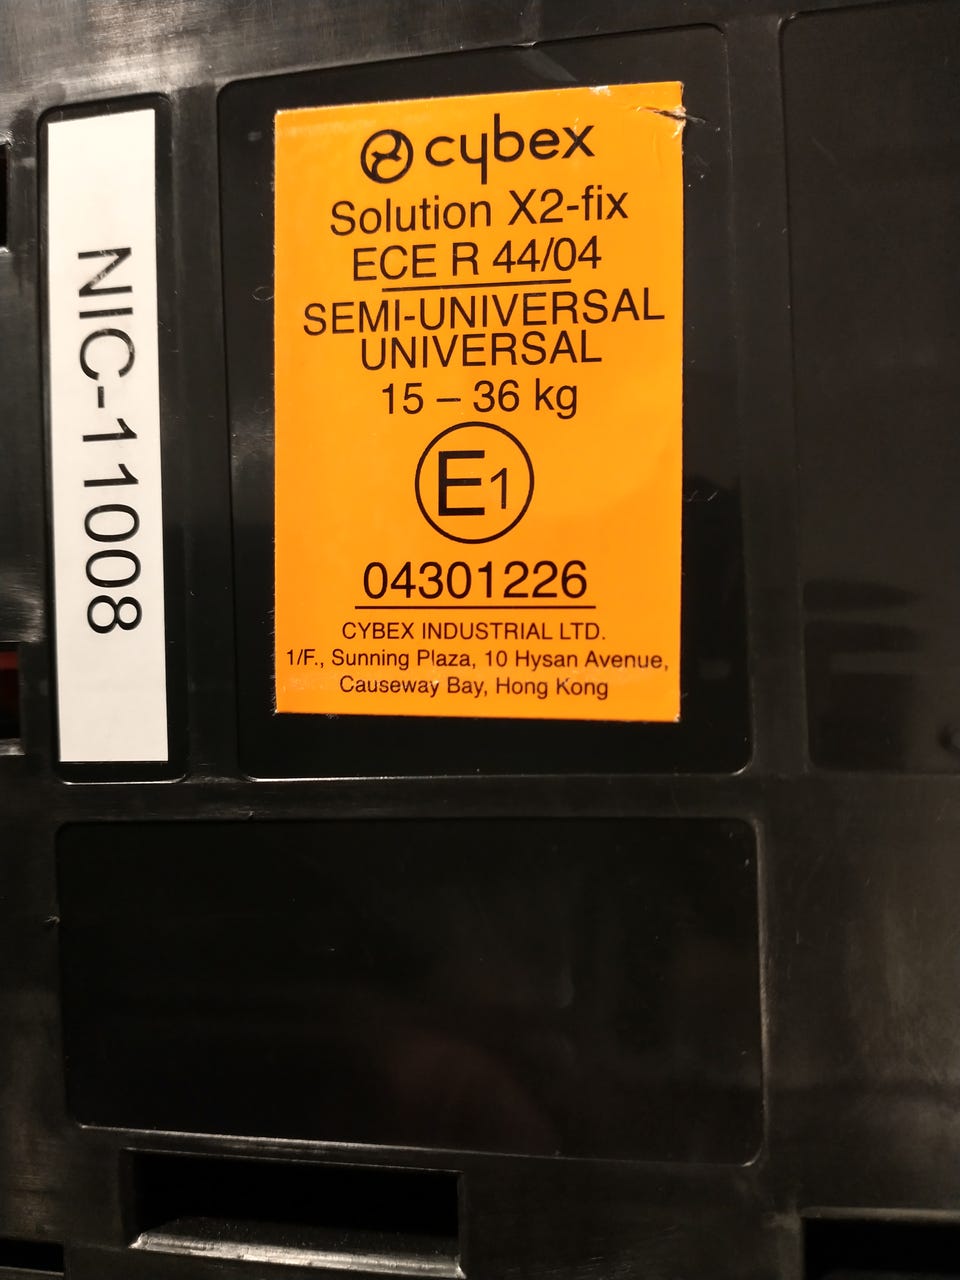 NIC-11008
cybex
Solution X2-fix
ECE R 44/04
SEMI-UNIVERSAL
UNIVERSAL
15 – 36 kg
E1
04301226
CYBEX INDUSTRIAL LTD.
1/F., Sunning Plaza, 10 Hysan Avenue,
Causeway Bay, Hong Kong